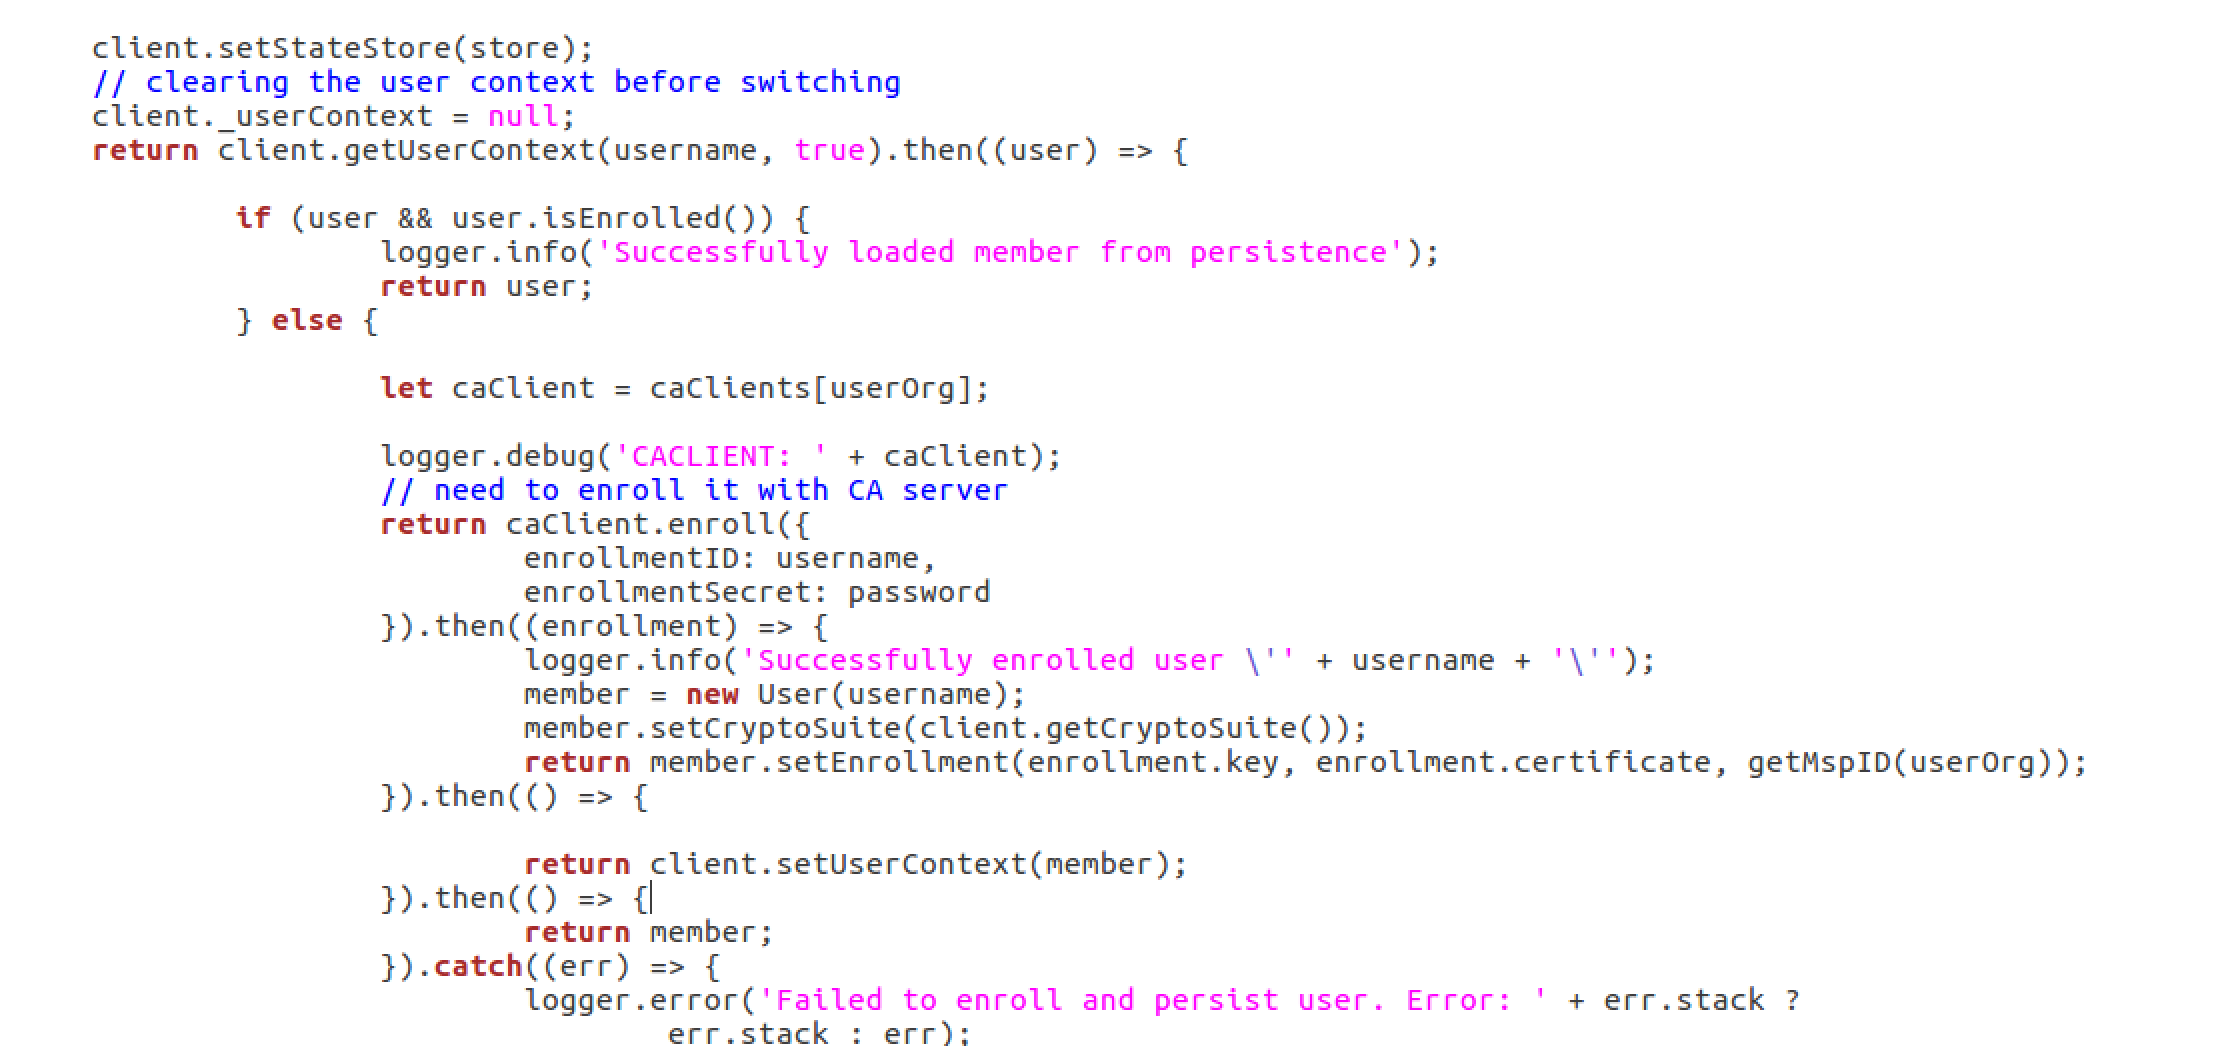 client.setStateStore(store);
// clearing the user context before switching
client._userContext = null;
return client.getUserContext(username, true).then((user) => {
if (user && user.isEnrolled()) {
logger.info('Successfully loaded member from persistence');
return user;
} else {
let caClient = caClients[userOrg];
logger.debug('CACLIENT: ' + caClient);
// need to enroll it with CA server
return caClient.enroll({
enrollmentID: username,
enrollmentSecret: password
}).then((enrollment) => {
logger.info('Successfully enrolled user \'' + username + '\'');
member = new User(username);
member.setCryptoSuite(client.getCryptoSuite());
return member.setEnrollment(enrollment.key, enrollment.certificate, getMspID(userOrg));
}).then(() => {
return client.setUserContext(member);
}).then(() => {
return member;
}).catch((err) => {
logger.error('Failed to enroll and persist user. Error: ' + err.stack ?
err.stack : err);